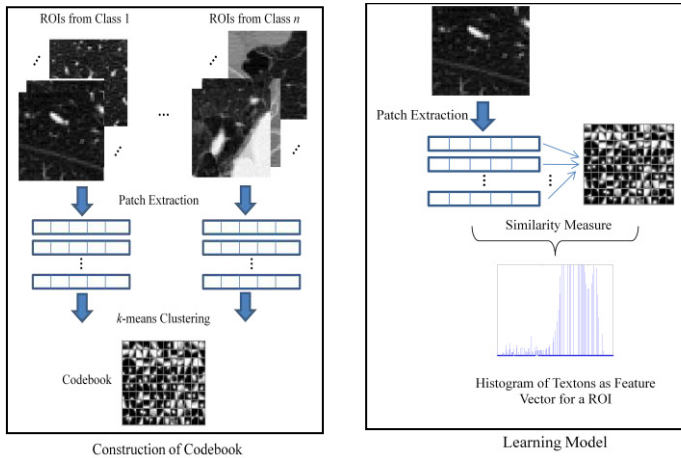 ROIs from Class 1
ROIs from Class n
...
Patch Extraction
k-means Clustering
Codebook
Construction of Codebook
Patch Extraction
Similarity Measure
Histogram of Textons as Feature
Vector for a ROI
Learning Model